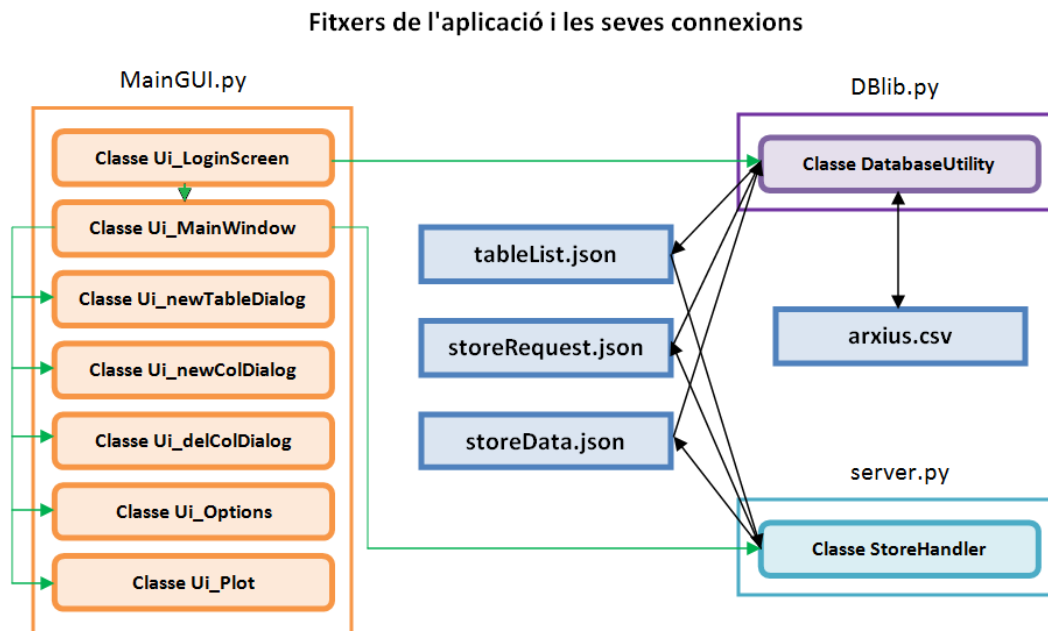 Fitxers de l'aplicació i les seves connexions
MainGUI.py
Classe Ui_LoginScreen
Classe Ui_MainWindow
Classe Ui_newTableDialog
Classe Ui_newColDialog
Classe Ui_delColDialog
Classe Ui_Options
Classe Ui_Plot
tableList.json
storeRequest.json
storeData.json
DBlib.py
Classe DatabaseUtility
arxius.csv
server.py
Classe StoreHandler